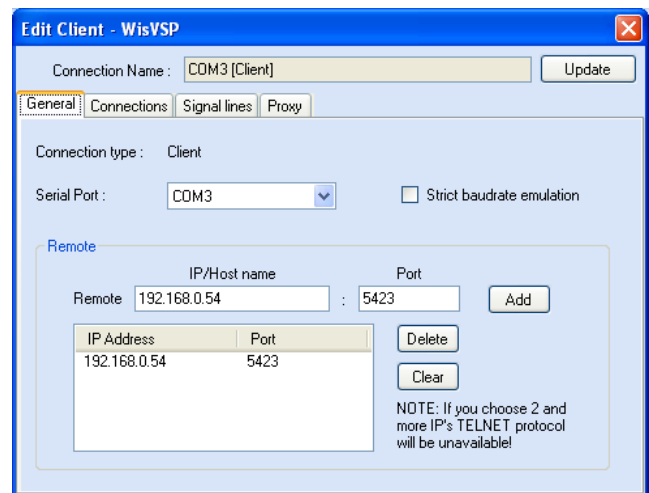 Edit Client - WisVSP
Connection Name : COM3 [Client] Update
General Connections Signal lines Proxy
Connection type : Client
Serial Port : COM3 Strict baudrate emulation
Remote
IP/Host name Port
Remote 192.168.0.54 : 5423 Add
IP Address Port Delete
192.168.0.54 5423
Clear
NOTE: If you choose 2 and
more IP's TELNET protocol
will be unavailable!